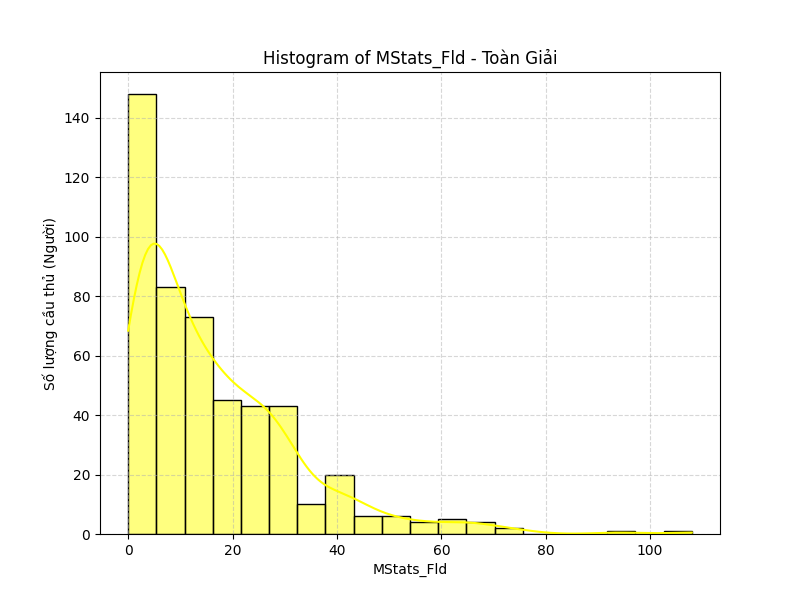 Histogram of MStats_Fld - Toàn Giải
Số lượng cầu thủ (Người)
140
120
100
80
60
40
20
0
0 20 40 60 80 100
MStats_Fld